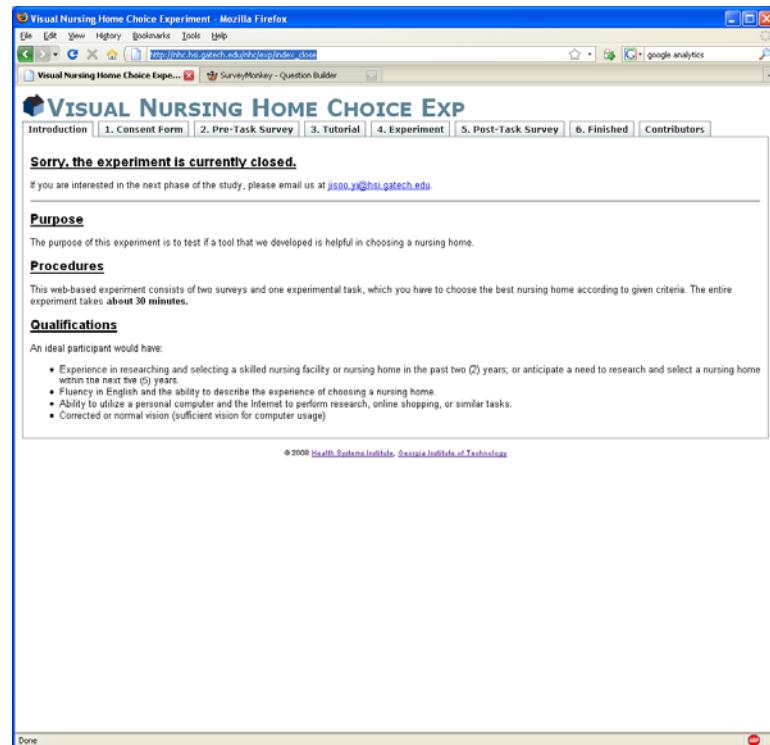 Visual Nursing Home Choice Experiment - Mozilla Firefox
File Edit View History Bookmarks Tools Help
http://nhc.hsi.gatech.edu/nhc/exp/index_close
google analytics
Visual Nursing Home Choice Expe...
SurveyMonkey - Question Builder
VISUAL NURSING HOME CHOICE EXP
Introduction 1. Consent Form 2. Pre-Task Survey 3. Tutorial 4. Experiment 5. Post-Task Survey 6. Finished Contributors
Sorry, the experiment is currently closed.
If you are interested in the next phase of the study, please email us at jisoo.yi@hsi.gatech.edu.
Purpose
The purpose of this experiment is to test if a tool that we developed is helpful in choosing a nursing home.
Procedures
This web-based experiment consists of two surveys and one experimental task, which you have to choose the best nursing home according to given criteria. The entire
experiment takes about 30 minutes.
Qualifications
An ideal participant would have:
• Experience in researching and selecting a skilled nursing facility or nursing home in the past two (2) years; or anticipate a need to research and select a nursing home
within the next five (5) years.
• Fluency in English and the ability to describe the experience of choosing a nursing home.
• Ability to utilize a personal computer and the Internet to perform research, online shopping, or similar tasks.
• Corrected or normal vision (sufficient vision for computer usage)
© 2008 Health Systems Institute, Georgia Institute of Technology
Done
ABP